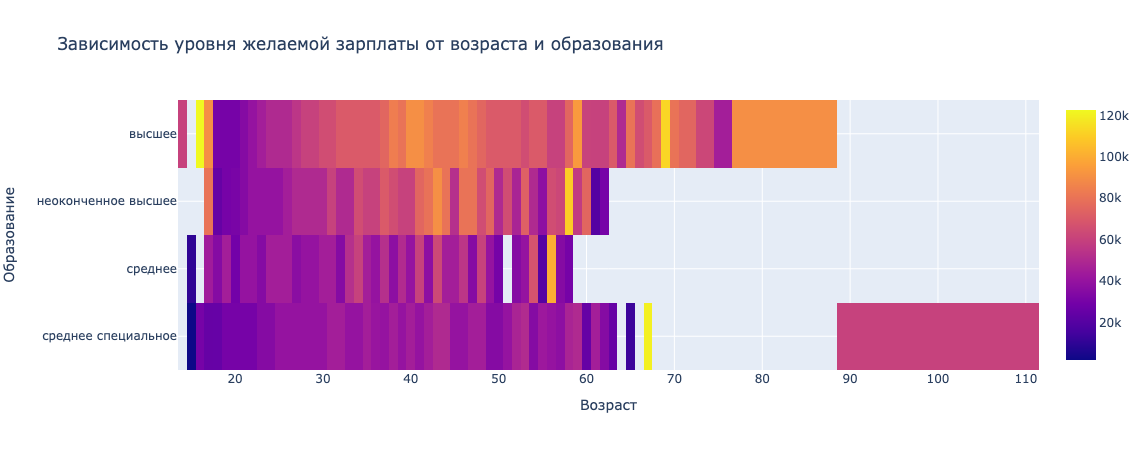 Зависимость уровня желаемой зарплаты от возраста и образования
Образование
высшее
неоконченное высшее
среднее
среднее специальное
20 30 40 50 60 70 80 90 100 110
Возраст
120k
100k
80k
60k
40k
20k